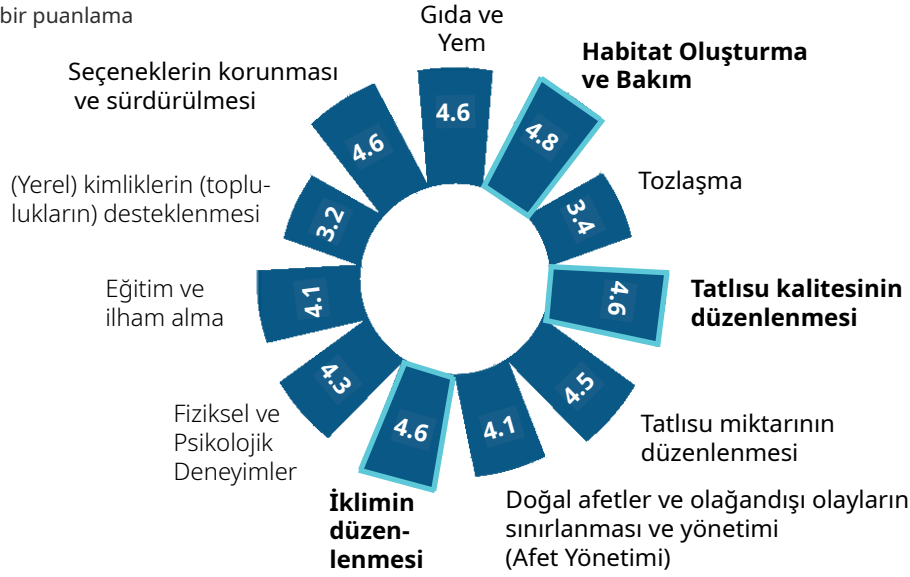 bir puanlama
Gıda ve
Yem
4.6
Habitat Oluşturma
ve Bakım
4.8
Tozlaşma
3.4
Tatlısu kalitesinin
düzenlenmesi
4.6
Tatlısu miktarının
düzenlenmesi
4.5
Doğal afetler ve olağandışı olayların
sınırlanması ve yönetimi
(Afet Yönetimi)
4.1
İklimin
düzen-
lenmesi
4.6
Fiziksel ve
Psikolojik
Deneyimler
4.3
Eğitim ve
ilham alma
4.1
(Yerel) kimliklerin (toplu-
lukların) desteklenmesi
3.2
Seçeneklerin korunması
ve sürdürülmesi
4.6